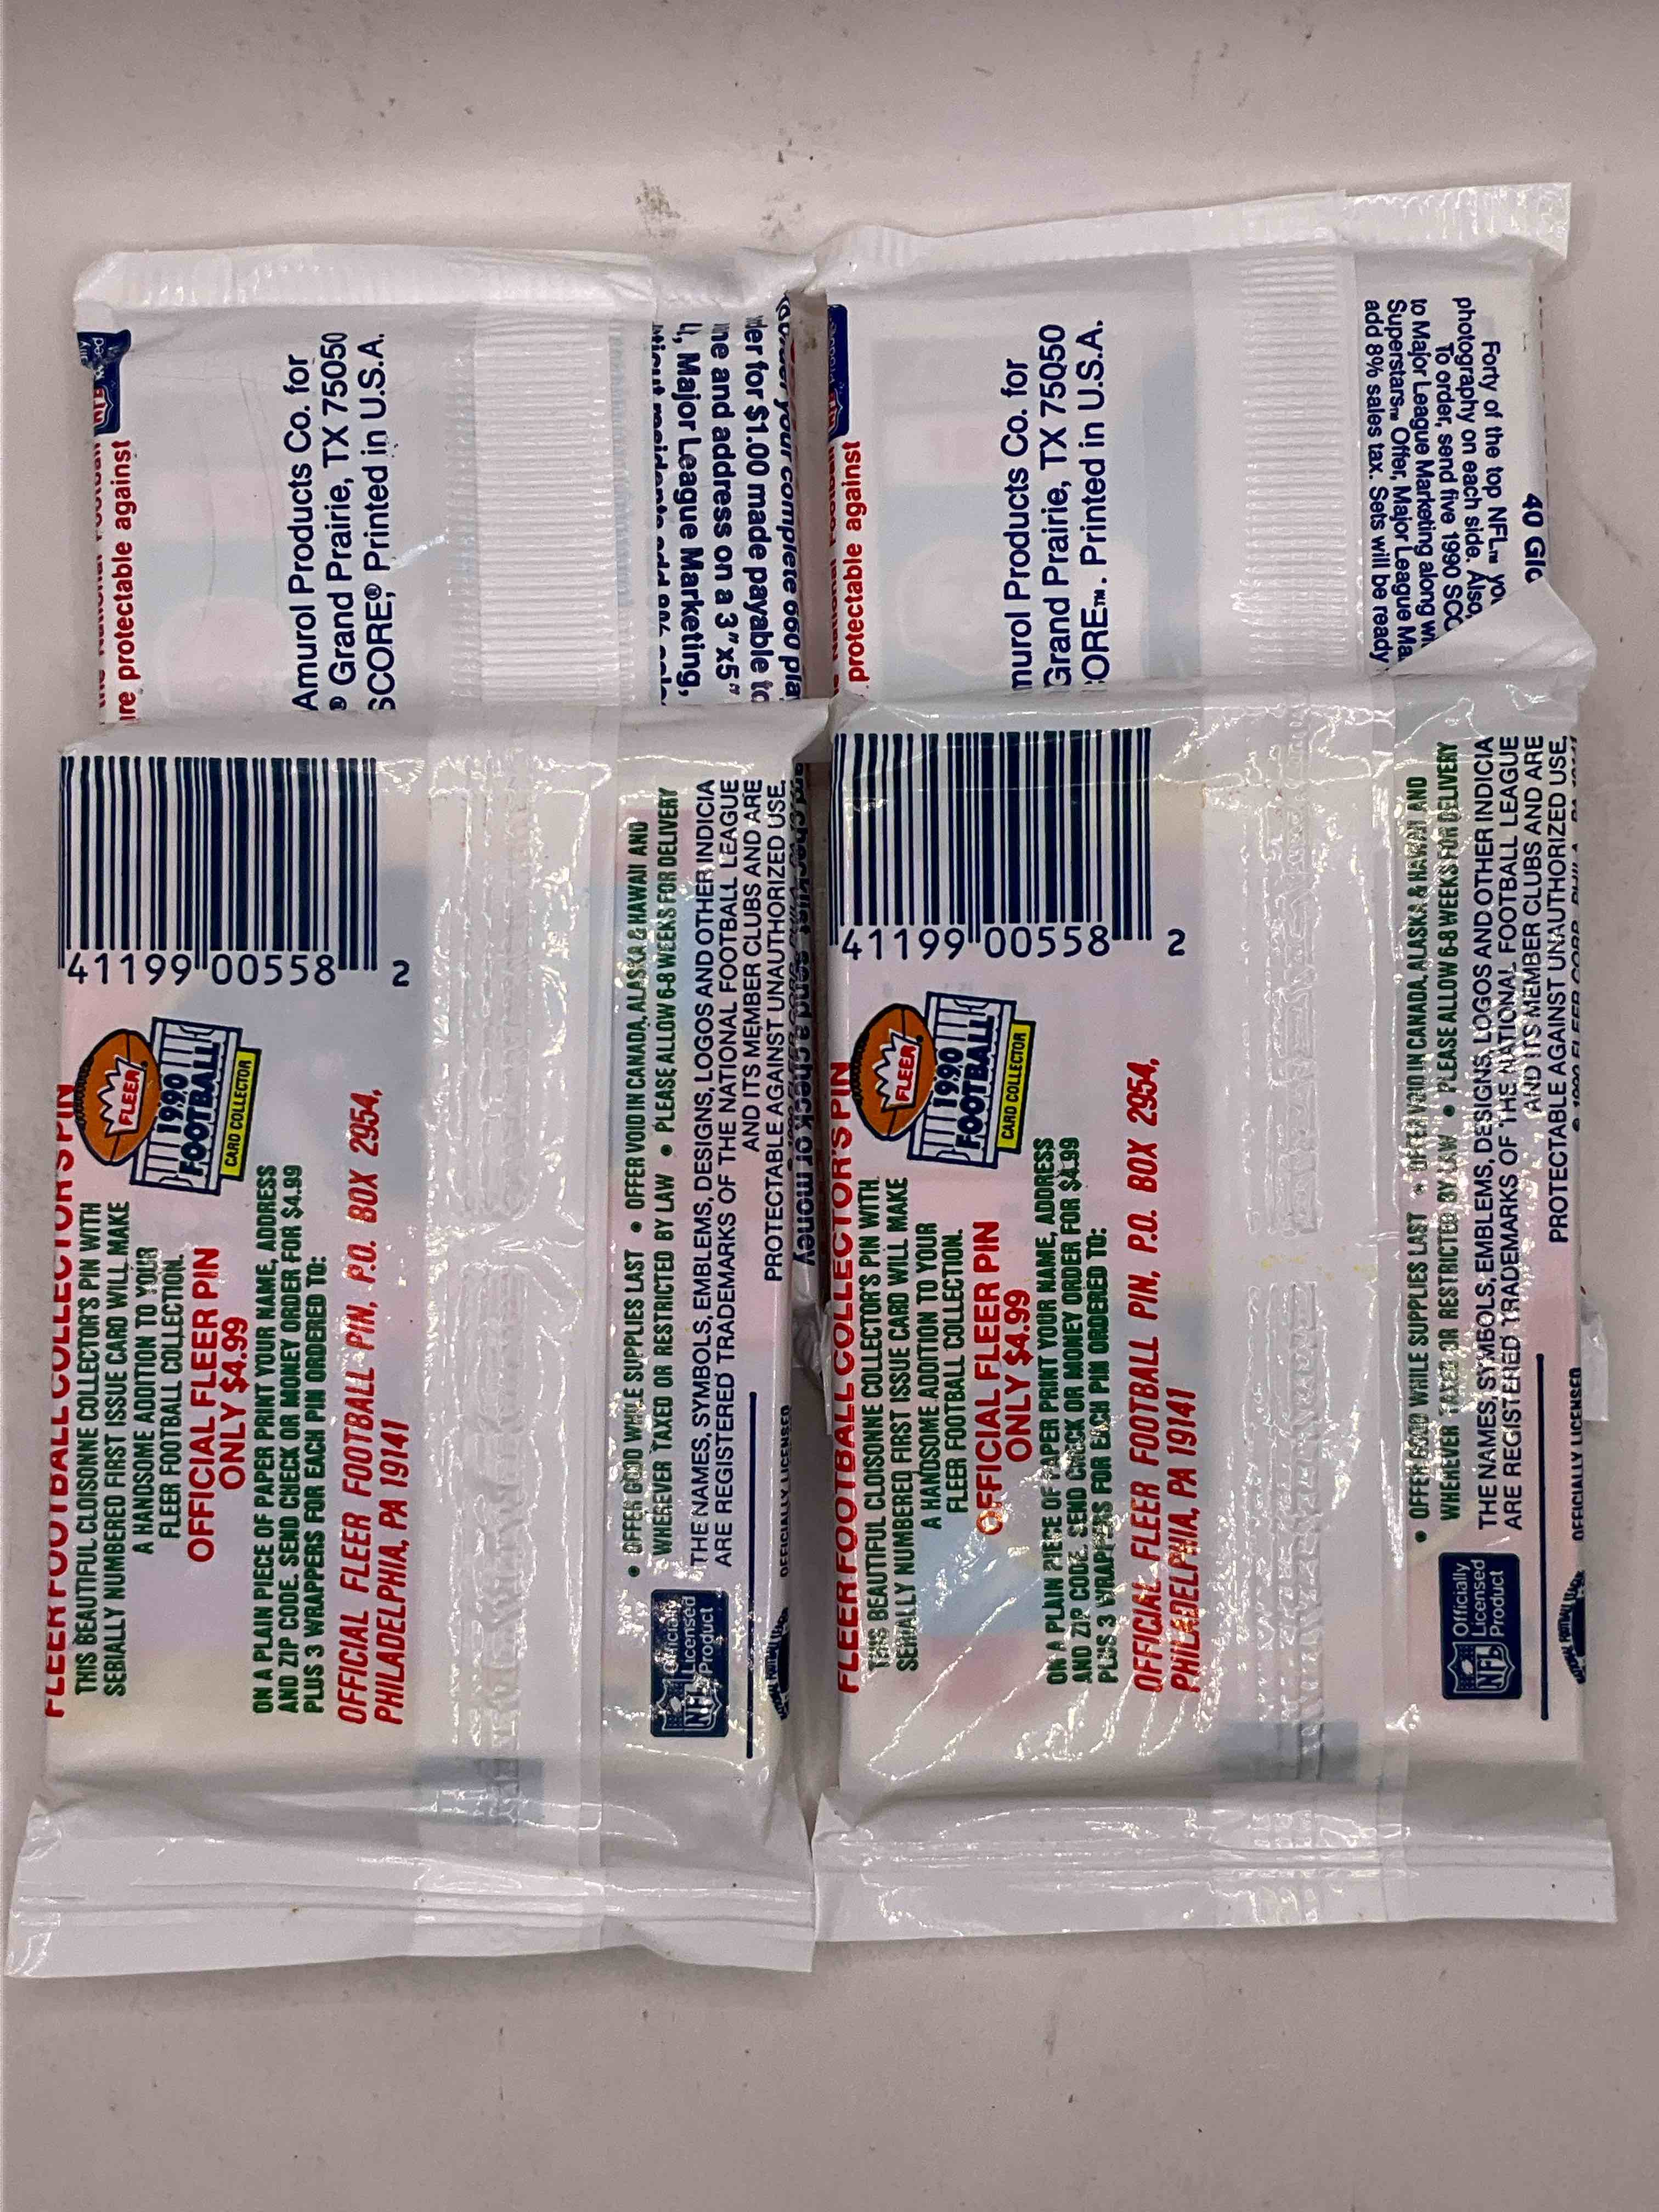 protectable against
Amurol Products Co. for
® Grand Prairie, TX 75050
SCORE,® Printed in U.S.A.
your complete 660
for $1.00 made payable
and address on a 3" x 5"
Major League Marketing,
protectable against
Products Co. for
Grand Prairie, TX 75050
Printed in U.S.A.
40
Forty of the top NFL™
photography on each side. Also,
To order, send five 1990
to Major League Marketing along
Superstars™ Offer, Major League
add 8% sales tax. Sets will be ready
41199 00558 2
FLEER FOOTBALL COLLECTOR'S PIN
THIS BEAUTIFUL CLOISONNE COLLECTOR'S PIN WITH
SERIALLY NUMBERED FIRST ISSUE CARD WILL MAKE
A HANDSOME ADDITION TO YOUR
FLEER FOOTBALL COLLECTION.
OFFICIAL FLEER PIN
ONLY $4.99
FLEER
1990
FOOTBALL
CARD COLLECTOR
ON A PLAIN PIECE OF PAPER PRINT YOUR NAME, ADDRESS
AND ZIP CODE. SEND CHECK OR MONEY ORDER FOR $4.99
PLUS 3 WRAPPERS FOR EACH PIN ORDERED TO:
OFFICIAL FLEER FOOTBALL PIN, P.O. BOX 2954,
PHILADELPHIA, PA 19141
• OFFER GOOD WHILE SUPPLIES LAST • OFFER VOID IN CANADA, ALASKA & HAWAII AND
WHEREVER TAXED OR RESTRICTED BY LAW • PLEASE ALLOW 6-8 WEEKS FOR DELIVERY
NFL Officially
Licensed
Product
THE NAMES, SYMBOLS, EMBLEMS, DESIGNS, LOGOS AND OTHER INDICIA
ARE REGISTERED TRADEMARKS OF THE NATIONAL FOOTBALL LEAGUE
AND ITS MEMBER CLUBS AND ARE
PROTECTABLE AGAINST UNAUTHORIZED USE.
OFFICIALLY LICENSED
send a check or money
41199 00558 2
FLEER FOOTBALL COLLECTOR'S PIN
THIS BEAUTIFUL CLOISONNE COLLECTOR'S PIN WITH
SERIALLY NUMBERED FIRST ISSUE CARD WILL MAKE
A HANDSOME ADDITION TO YOUR
FLEER FOOTBALL COLLECTION.
OFFICIAL FLEER PIN
ONLY $4.99
FLEER
1990
FOOTBALL
CARD COLLECTOR
ON A PLAIN PIECE OF PAPER PRINT YOUR NAME, ADDRESS
AND ZIP CODE. SEND CHECK OR MONEY ORDER FOR $4.99
PLUS 3 WRAPPERS FOR EACH PIN ORDERED TO:
OFFICIAL FLEER FOOTBALL PIN, P.O. BOX 2954,
PHILADELPHIA, PA 19141
• OFFER GOOD WHILE SUPPLIES LAST • OFFER VOID IN CANADA, ALASKA & HAWAII AND
WHEREVER TAXED OR RESTRICTED BY LAW • PLEASE ALLOW 6-8 WEEKS FOR DELIVERY
NFL Officially
Licensed
Product
THE NAMES, SYMBOLS, EMBLEMS, DESIGNS, LOGOS AND OTHER INDICIA
ARE REGISTERED TRADEMARKS OF THE NATIONAL FOOTBALL LEAGUE
AND ITS MEMBER CLUBS AND ARE
PROTECTABLE AGAINST UNAUTHORIZED USE.
OFFICIALLY LICENSED